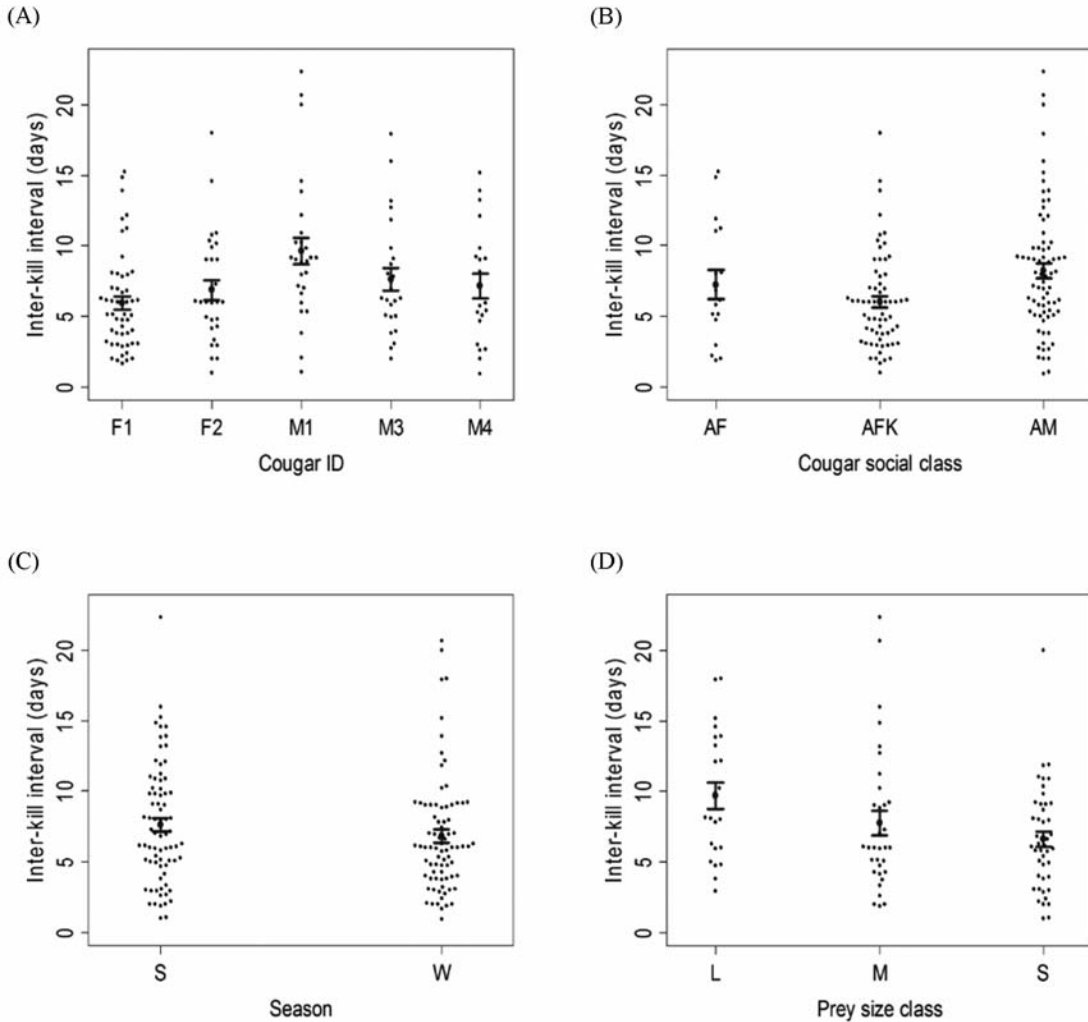 (A)
(B)
Inter-kill interval (days)
20
15
10
5
0
F1 F2 M1 M3 M4
Cougar ID
Inter-kill interval (days)
20
15
10
5
0
AF AFK AM
Cougar social class
(C)
(D)
Inter-kill interval (days)
20
15
10
5
0
S W
Season
Inter-kill interval (days)
20
15
10
5
0
L M S
Prey size class